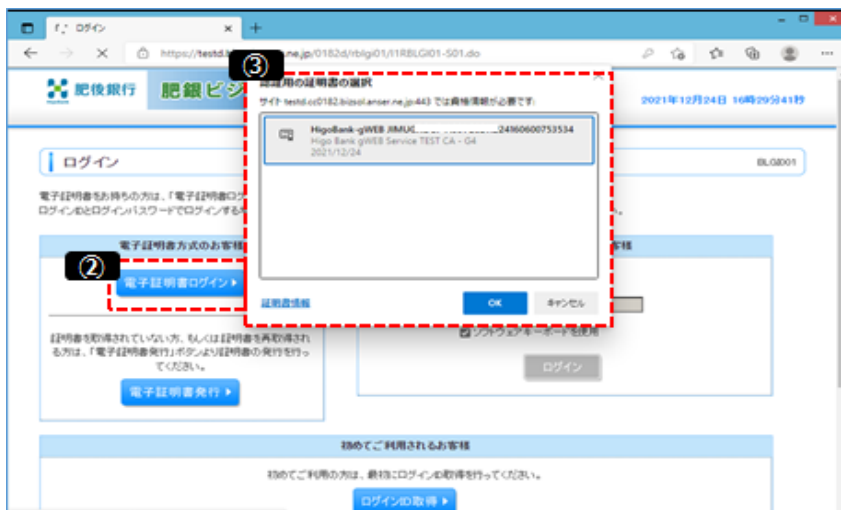 ログイン
https://testd.
ne.jp/0182d/rblgi01/I1RBLGI01-S01.do
③
認証用の証明書の選択
サイト testd.cc0182.bizsol.anser.ne.jp:443 では資格情報が必要です:
肥後銀行
肥銀ビジ
2021年12月24日 16時29分41秒
HigoBank-gWEB JIMU
24160600753534
Higo Bank gWEB Service TEST CA - G4
2021/12/24
ログイン
BLGI001
電子証明書をお持ちの方は、「電子証明書ログ
ログインIDとログインパスワードでログインするお
電子証明書方式のお客様
客様
②
電子証明書ログイン
証明書情報
OK
キャンセル
ソフトウェアキーボードを使用
証明書を取得されていない方、もしくは証明書を再取得され
る方は、「電子証明書発行」ボタンより証明書の発行を行っ
てください。
ログイン
電子証明書発行
初めてご利用されるお客様
初めてご利用の方は、最初にログインID取得を行ってください。
ログインID取得